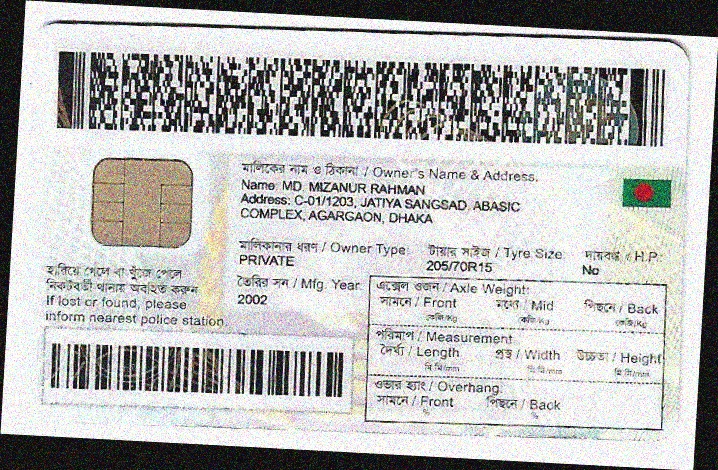 মালিকের নাম ও ঠিকানা / Owner's Name & Address.
Name: MD. MIZANUR RAHMAN
Address: C-01/1203, JATIYA SANGSAD, ABASIC
COMPLEX, AGARGAON, DHAKA
মালিকানার ধরণ / Owner Type: টায়ার সাইজ / Tyre Size: দায়বদ্ধ / H.P.:
PRIVATE 205/70R15 No
তৈরির সন / Mfg. Year:
2002
হারিয়ে গেলে বা খুঁজে পেলে
নিকটবর্তী থানায় অবহিত করুন
If lost or found, please
inform nearest police station.
এক্সেল ওজন / Axle Weight:
সামনে / Front মধ্যে / Mid পিছনে / Back
কেজি/Kg কেজি/Kg কেজি/Kg
পরিমাপ / Measurement
দৈর্ঘ্য / Length প্রস্থ / Width উচ্চতা / Height
মি.মি/mm মি.মি/mm মি.মি/mm
ওভার হ্যাং / Overhang:
সামনে / Front পিছনে / Back
% %